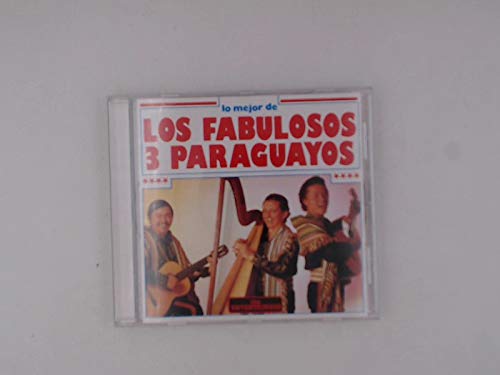 lo mejor de
LOS FABULOSOS
3 PARAGUAYOS